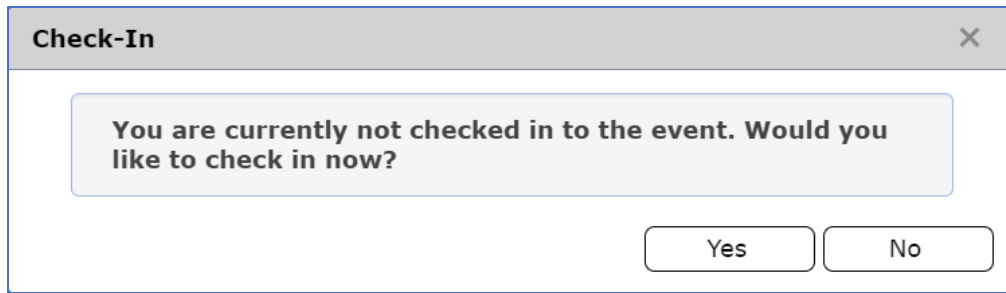 Check-In
You are currently not checked in to the event. Would you
like to check in now?
Yes
No